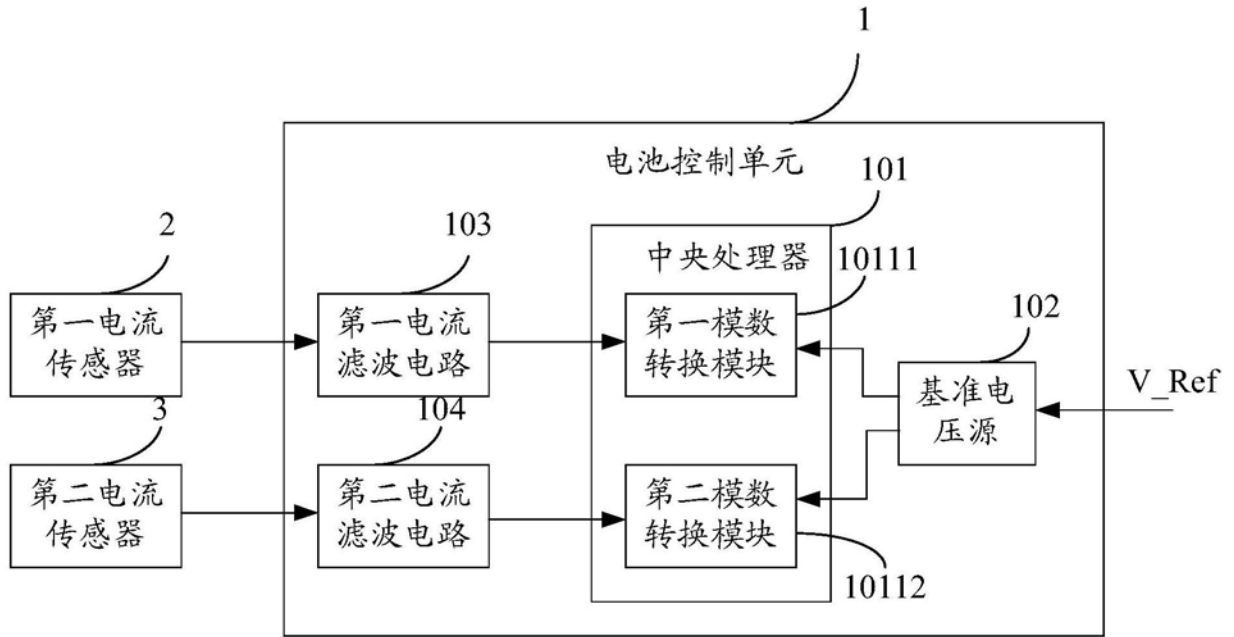 1
电池控制单元
101
2
103
中央处理器
10111
第一电流
传感器
第一电流
滤波电路
第一模数
转换模块
102
基准电
压源
V_Ref
3
104
第二电流
传感器
第二电流
滤波电路
第二模数
转换模块
10112